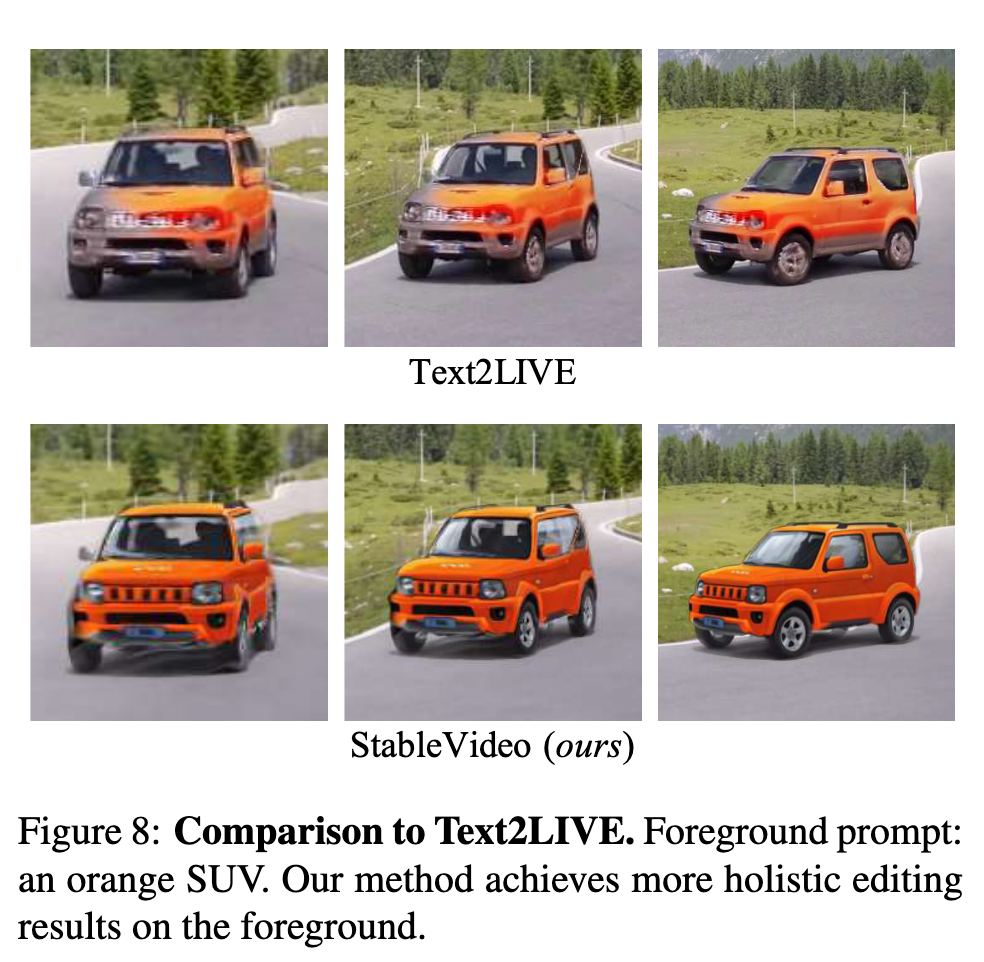 Text2LIVE
StableVideo (ours)
Figure 8: Comparison to Text2LIVE. Foreground prompt:
an orange SUV. Our method achieves more holistic editing
results on the foreground.